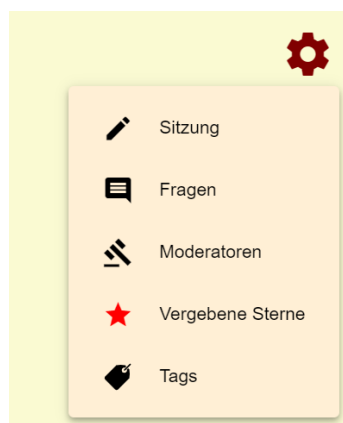 Sitzung
Fragen
Moderatoren
Vergebene Sterne
Tags